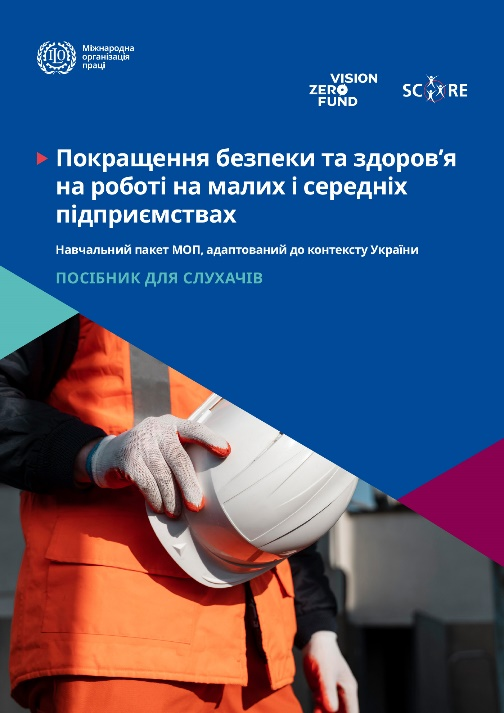 Міжнародна
організація
праці
VISION
ZERO
FUND
SCORE
Покращення безпеки та здоров’я
на роботі на малих і середніх
підприємствах
Навчальний пакет МОП, адаптований до контексту України
ПОСІБНИК ДЛЯ СЛУХАЧІВ